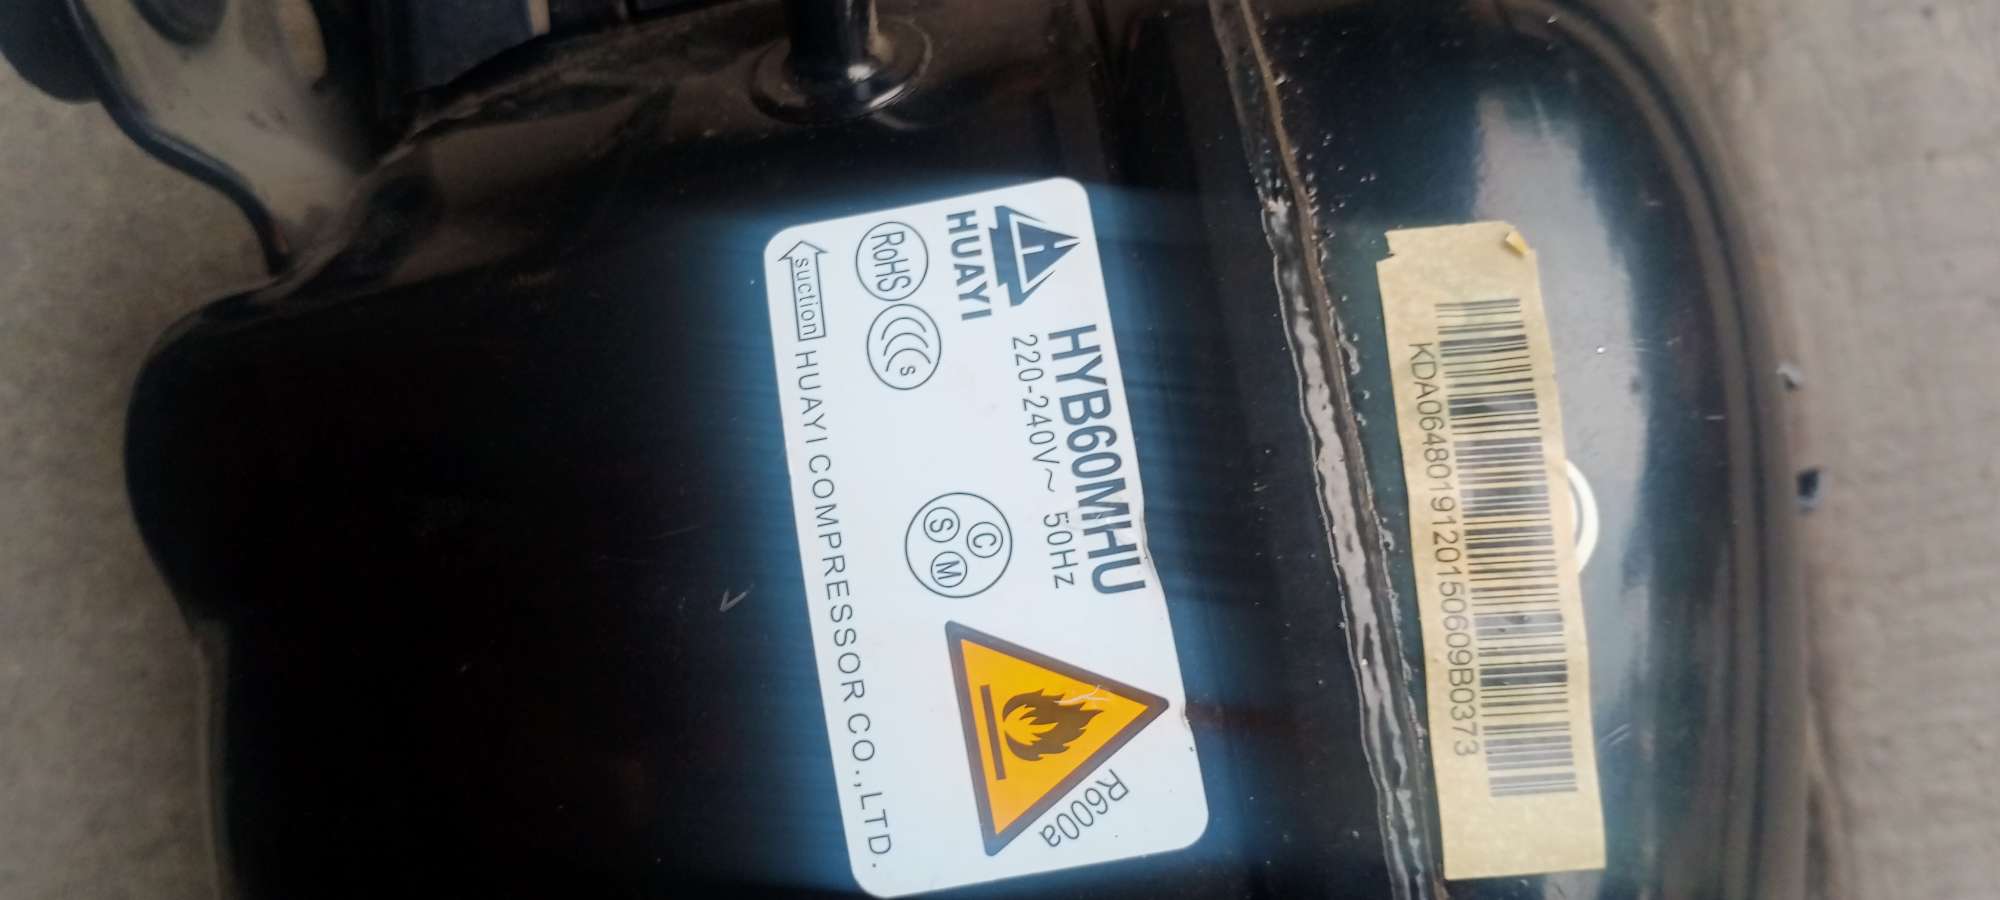 HUAYI
HYB60MHU
220-240V~ 50Hz
RoHS
CCC S
C
S M
R600a
suction
HUAYI COMPRESSOR CO.,LTD.
KDA0648019120150609B0373